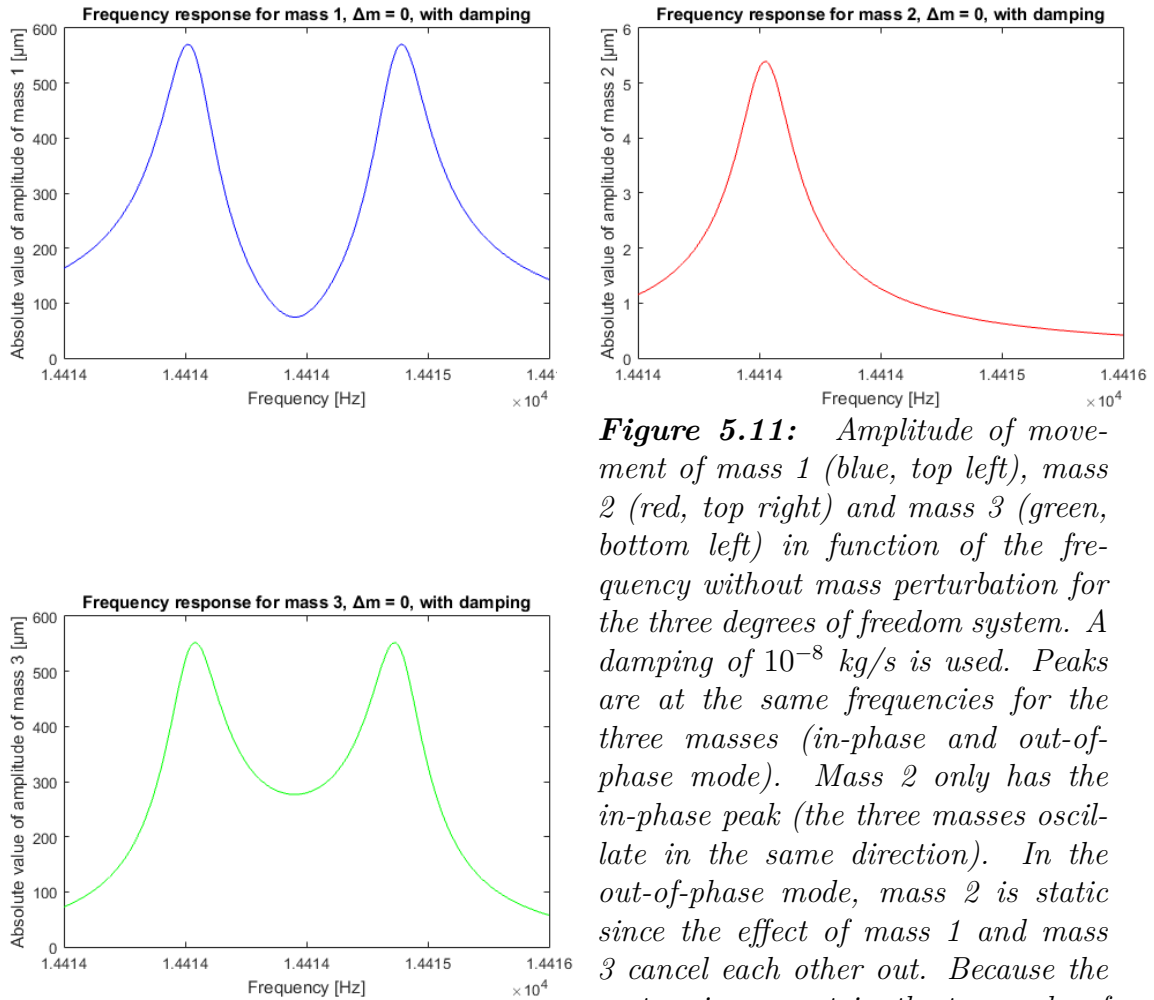 Frequency response for mass 1, Δm = 0, with damping
Absolute value of amplitude of mass 1 [μm]
600
500
400
300
200
100
0
1.4414 1.4414 1.4414 1.4415 1.44
Frequency [Hz]
×10⁴
Frequency response for mass 2, Δm = 0, with damping
Absolute value of amplitude of mass 2 [μm]
6
5
4
3
2
1
0
1.4414 1.4414 1.4414 1.4415 1.4416
Frequency [Hz]
×10⁴
Figure 5.11: Amplitude of move-
ment of mass 1 (blue, top left), mass
2 (red, top right) and mass 3 (green,
bottom left) in function of the fre-
quency without mass perturbation for
the three degrees of freedom system. A
damping of 10⁻⁸ kg/s is used. Peaks
are at the same frequencies for the
three masses (in-phase and out-of-
phase mode). Mass 2 only has the
in-phase peak (the three masses oscil-
late in the same direction). In the
out-of-phase mode, mass 2 is static
since the effect of mass 1 and mass
3 cancel each other out. Because the
Frequency response for mass 3, Δm = 0, with damping
Absolute value of amplitude of mass 3 [μm]
600
500
400
300
200
100
0
1.4414 1.4414 1.4414 1.4415 1.4416
Frequency [Hz]
×10⁴